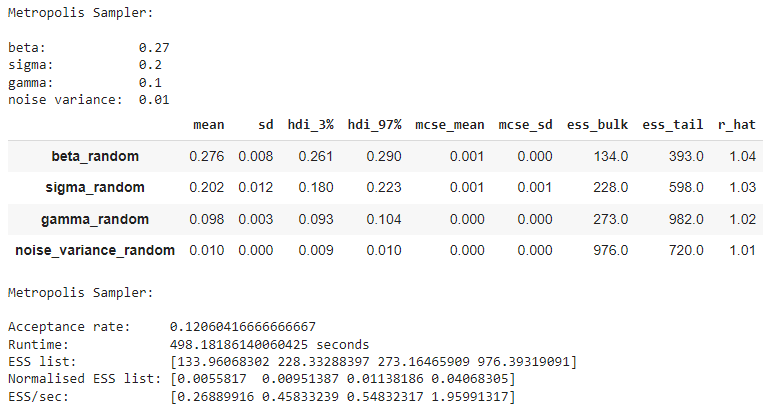 Metropolis Sampler:
beta: 0.27
sigma: 0.2
gamma: 0.1
noise variance: 0.01
mean sd hdi_3% hdi_97% mcse_mean mcse_sd ess_bulk ess_tail r_hat
beta_random 0.276 0.008 0.261 0.290 0.001 0.000 134.0 393.0 1.04
sigma_random 0.202 0.012 0.180 0.223 0.001 0.001 228.0 598.0 1.03
gamma_random 0.098 0.003 0.093 0.104 0.000 0.000 273.0 982.0 1.02
noise_variance_random 0.010 0.000 0.009 0.010 0.000 0.000 976.0 720.0 1.01
Metropolis Sampler:
Acceptance rate: 0.12060416666666667
Runtime: 498.18186140060425 seconds
ESS list: [133.96068302 228.33288397 273.16465909 976.39319091]
Normalised ESS list: [0.0055817 0.00951387 0.01138186 0.04068305]
ESS/sec: [0.26889916 0.45833239 0.54832317 1.95991317]